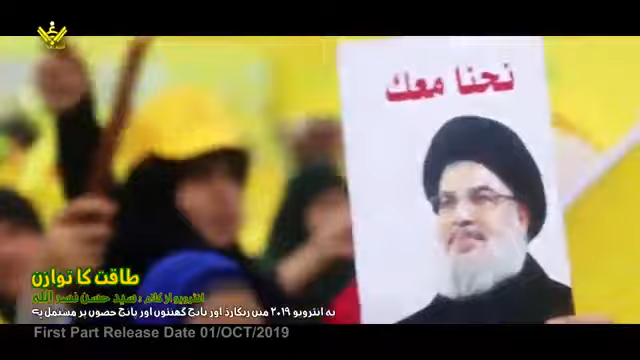 نحنا معك
طاقت کا توازن
انٹرویو از کلام : سید حسن نصر اللہ
یہ انٹرویو ۲۰۱۹ میں ریکارڈ اور پانچ گھنٹوں اور پانچ حصوں پر مشتمل ہے
First Part Release Date 01/OCT/2019